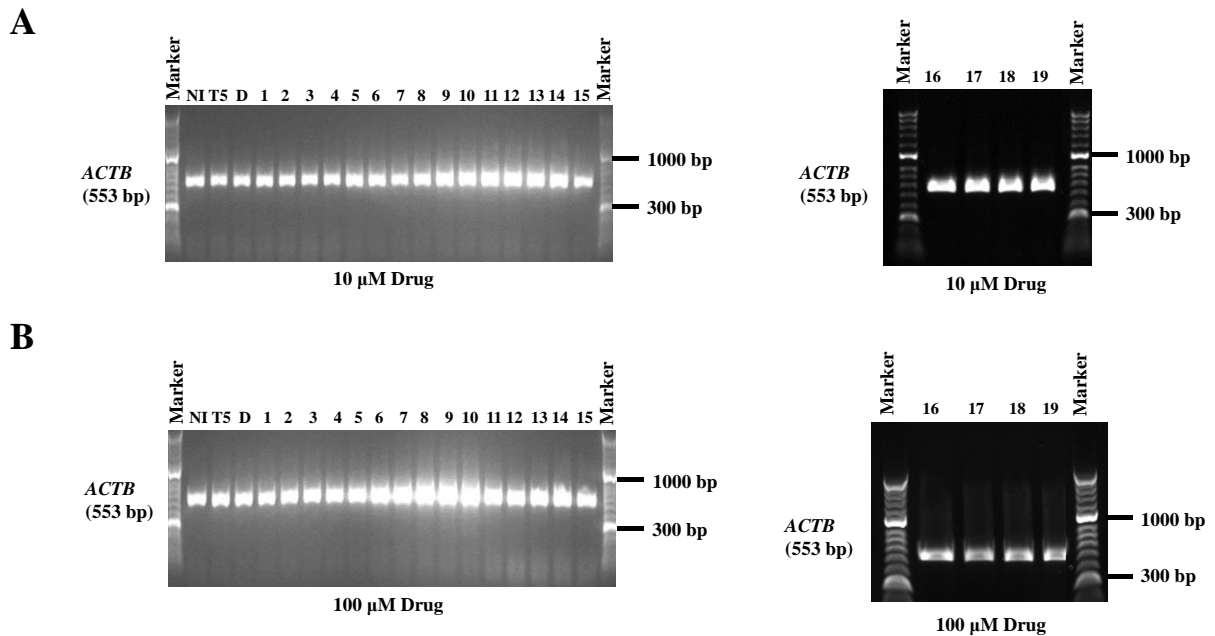 A
Marker NI T5 D 1 2 3 4 5 6 7 8 9 10 11 12 13 14 15 Marker
ACTB
(553 bp)
1000 bp
300 bp
10 μM Drug
Marker 16 17 18 19 Marker
ACTB
(553 bp)
1000 bp
300 bp
10 μM Drug
B
Marker NI T5 D 1 2 3 4 5 6 7 8 9 10 11 12 13 14 15 Marker
ACTB
(553 bp)
1000 bp
300 bp
100 μM Drug
Marker 16 17 18 19 Marker
ACTB
(553 bp)
1000 bp
300 bp
100 μM Drug